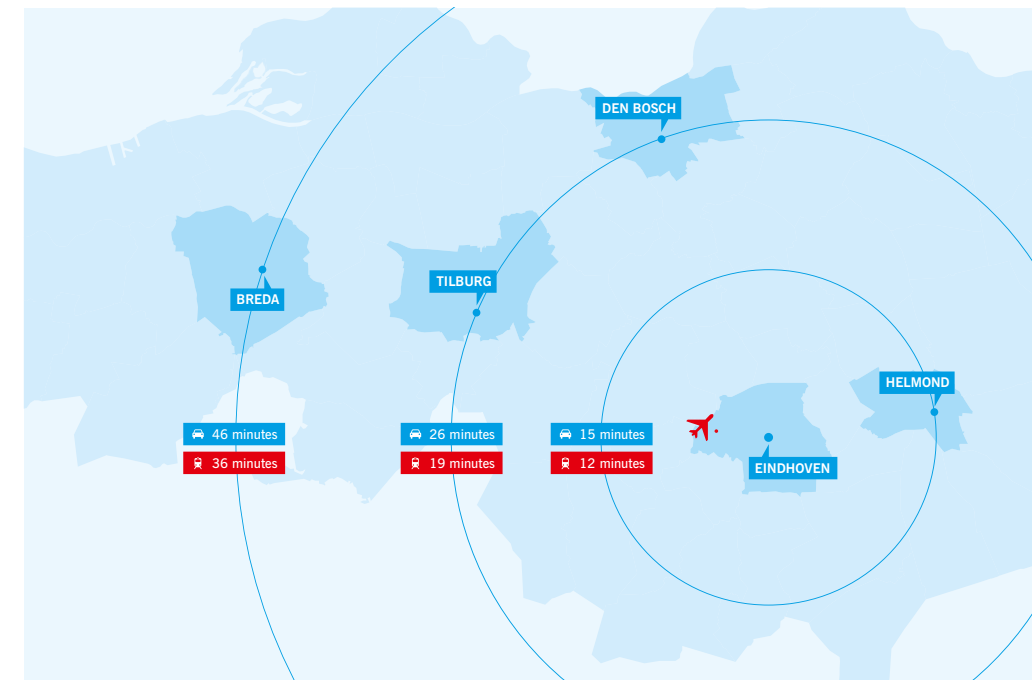 DEN BOSCH
TILBURG
BREDA
HELMOND
46 minutes
26 minutes
15 minutes
36 minutes
19 minutes
12 minutes
EINDHOVEN